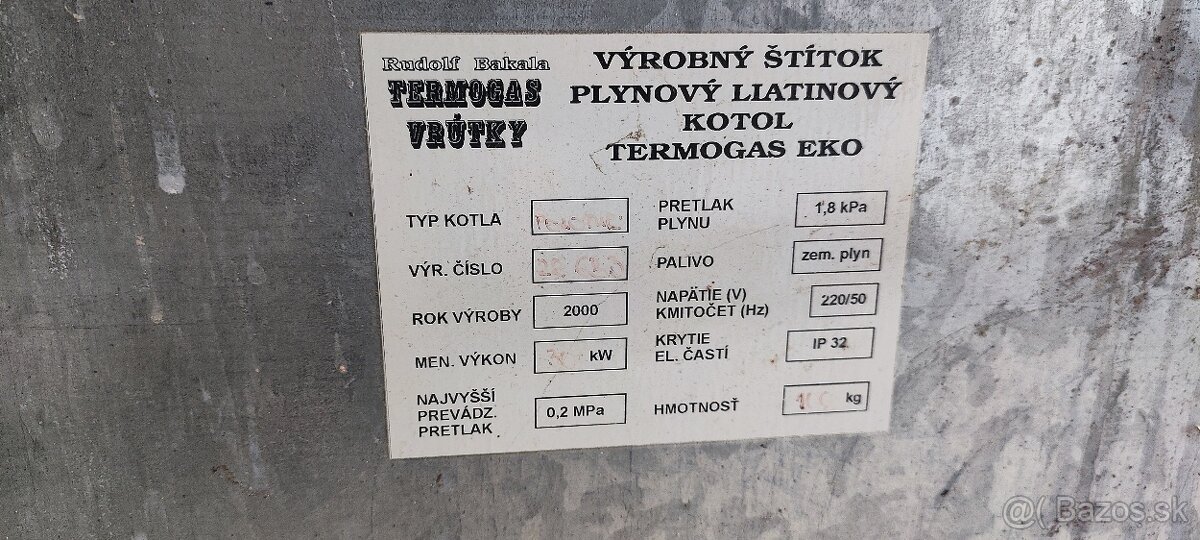 Rudolf Bakala
TERMOGAS
VRÚTKY
VÝROBNÝ ŠTÍTOK
PLYNOVÝ LIATINOVÝ
KOTOL
TERMOGAS EKO
TYP KOTLA
VÝR. ČÍSLO
ROK VÝROBY 2000
MEN. VÝKON kW
NAJVYŠŠÍ
PREVÁDZ. 0,2 MPa
PRETLAK
PRETLAK 1,8 kPa
PLYNU
PALIVO zem. plyn
NAPÄTIE (V) 220/50
KMITOČET (Hz)
KRYTIE IP 32
EL. ČASTÍ
HMOTNOSŤ kg
@( Bazos.sk